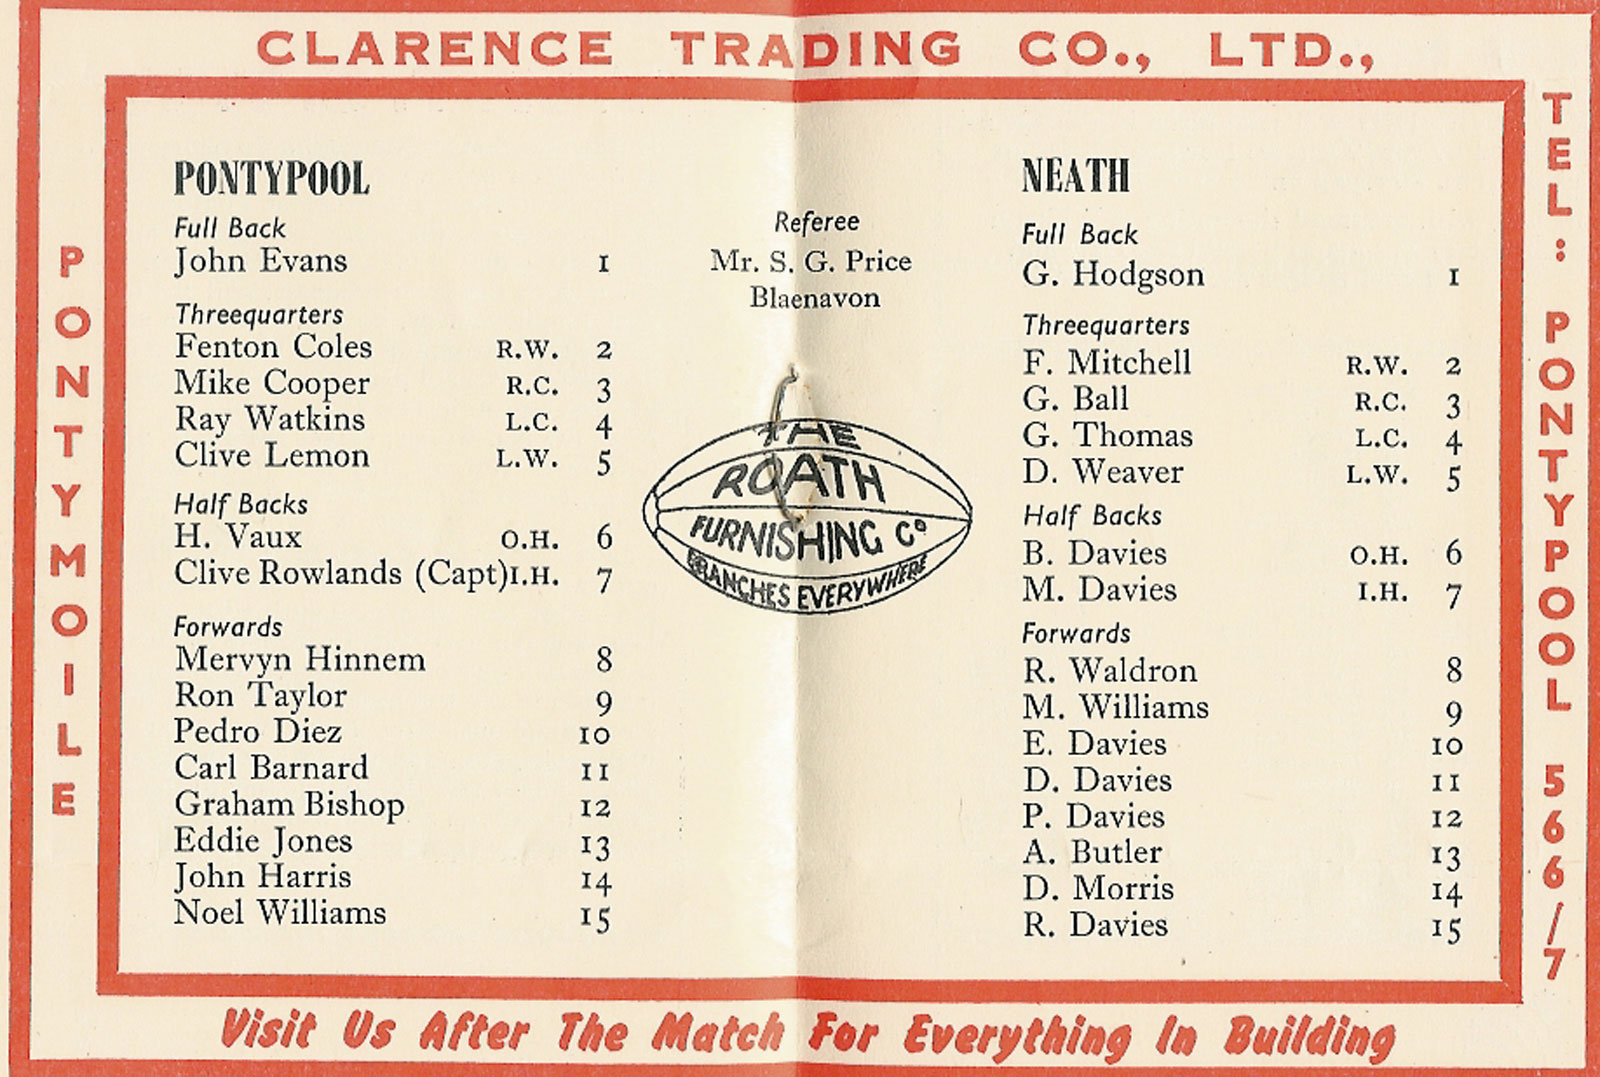 CLARENCE TRADING CO., LTD.,
PONTYMOILE
PONTYPOOL
Full Back
John Evans 1
Threequarters
Fenton Coles R.W. 2
Mike Cooper R.C. 3
Ray Watkins L.C. 4
Clive Lemon L.W. 5
Half Backs
H. Vaux O.H. 6
Clive Rowlands (Capt) I.H. 7
Forwards
Mervyn Hinnem 8
Ron Taylor 9
Pedro Diez 10
Carl Barnard 11
Graham Bishop 12
Eddie Jones 13
John Harris 14
Noel Williams 15
Referee
Mr. S. G. Price
Blaenavon
THE
ROATH
FURNISHING Co
BRANCHES EVERYWHERE
NEATH
Full Back
G. Hodgson 1
Threequarters
F. Mitchell R.W. 2
G. Ball R.C. 3
G. Thomas L.C. 4
D. Weaver L.W. 5
Half Backs
B. Davies O.H. 6
M. Davies I.H. 7
Forwards
R. Waldron 8
M. Williams 9
E. Davies 10
D. Davies 11
P. Davies 12
A. Butler 13
D. Morris 14
R. Davies 15
TEL: PONTYPOOL 566/7
Visit Us After The Match For Everything In Building